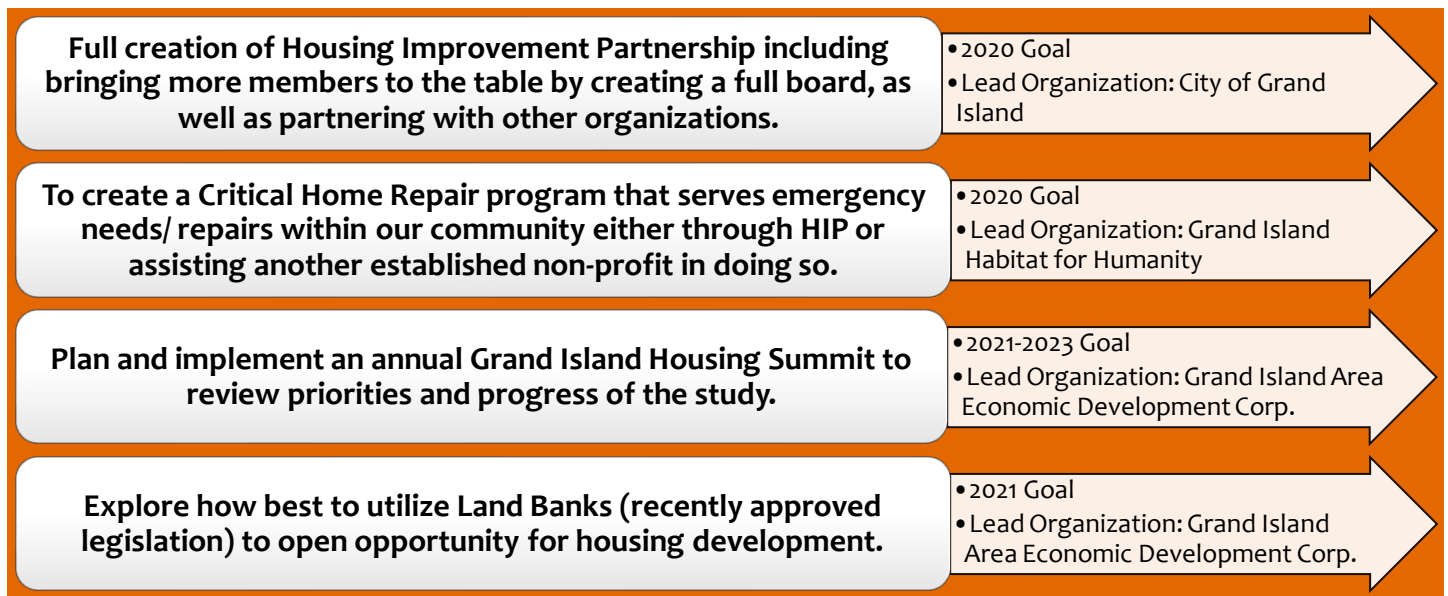 Full creation of Housing Improvement Partnership including
bringing more members to the table by creating a full board, as
well as partnering with other organizations.
•2020 Goal
•Lead Organization: City of Grand
Island
To create a Critical Home Repair program that serves emergency
needs/ repairs within our community either through HIP or
assisting another established non-profit in doing so.
•2020 Goal
•Lead Organization: Grand Island
Habitat for Humanity
Plan and implement an annual Grand Island Housing Summit to
review priorities and progress of the study.
•2021-2023 Goal
•Lead Organization: Grand Island Area
Economic Development Corp.
Explore how best to utilize Land Banks (recently approved
legislation) to open opportunity for housing development.
•2021 Goal
•Lead Organization: Grand Island
Area Economic Development Corp.